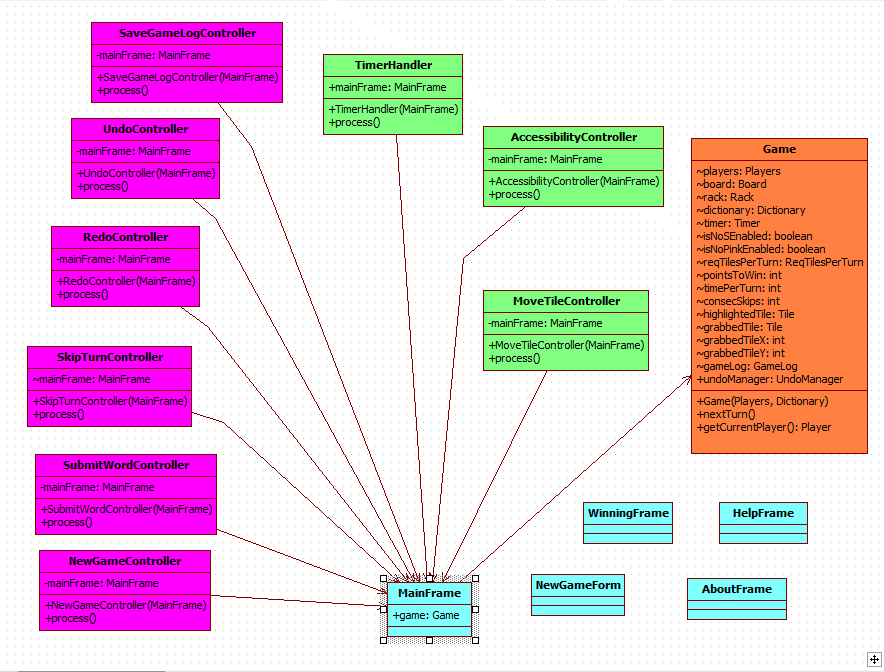 SaveGameLogController
-mainFrame: MainFrame
+SaveGameLogController(MainFrame)
+process()
TimerHandler
+mainFrame: MainFrame
+TimerHandler(MainFrame)
+process()
UndoController
-mainFrame: MainFrame
+UndoController(MainFrame)
+process()
AccessibilityController
-mainFrame: MainFrame
+AccessibilityController(MainFrame)
+process()
Game
~players: Players
~board: Board
~rack: Rack
~dictionary: Dictionary
~timer: Timer
~isNoSEnabled: boolean
~isNoPinkEnabled: boolean
~reqTilesPerTurn: ReqTilesPerTurn
~pointsToWin: int
~timePerTurn: int
~consecSkips: int
~highlightedTile: Tile
~grabbedTile: Tile
~grabbedTileX: int
~grabbedTileY: int
~gameLog: GameLog
+undoManager: UndoManager
+Game(Players, Dictionary)
+nextTurn()
+getCurrentPlayer(): Player
RedoController
-mainFrame: MainFrame
+RedoController(MainFrame)
+process()
MoveTileController
-mainFrame: MainFrame
+MoveTileController(MainFrame)
+process()
SkipTurnController
~mainFrame: MainFrame
+SkipTurnController(MainFrame)
+process()
SubmitWordController
-mainFrame: MainFrame
+SubmitWordController(MainFrame)
+process()
WinningFrame
HelpFrame
NewGameController
-mainFrame: MainFrame
+NewGameController(MainFrame)
+process()
MainFrame
+game: Game
NewGameForm
AboutFrame